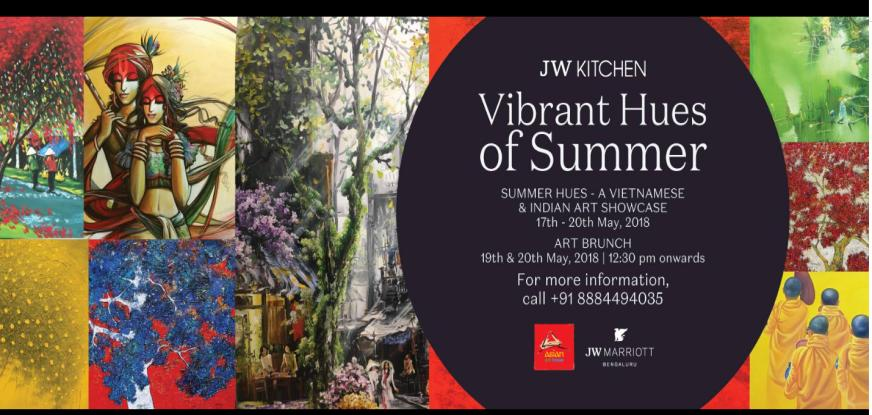 JW KITCHEN
Vibrant Hues
of Summer
SUMMER HUES - A VIETNAMESE
& INDIAN ART SHOWCASE
17th - 20th May, 2018
ART BRUNCH
19th & 20th May, 2018 | 12:30 pm onwards
For more information,
call +91 8884494035
asian
JW MARRIOTT
BENGALURU